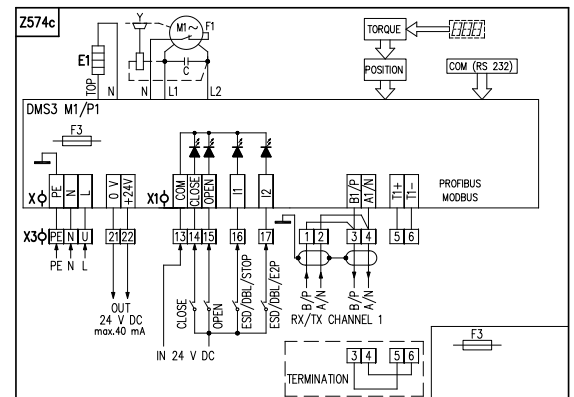 Z574c
Y
M1~
F1
E1
C
TOP
N
N
L1
L2
TORQUE
POSITION
COM (RS 232)
DMS3 M1/P1
F3
X
PE
N
L
0 V
+24V
X1
COM
CLOSE
OPEN
I1
I2
B1/P
A1/N
T1+
T1-
PROFIBUS
MODBUS
X3
PE N U
21 22
13 14 15
16
17
1 2
3 4
5 6
PE N L
OUT
24 V DC
max.40 mA
IN 24 V DC
CLOSE
OPEN
ESD/DBL/STOP
ESD/DBL/E2P
B/P
A/N
B/P
A/N
RX/TX CHANNEL 1
TERMINATION
3 4
5 6
F3